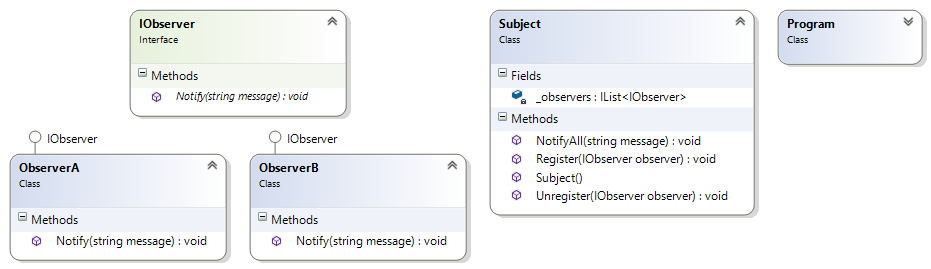 IObserver
Interface
Methods
Notify(string message) : void
IObserver
ObserverA
Class
Methods
Notify(string message) : void
IObserver
ObserverB
Class
Methods
Notify(string message) : void
Subject
Class
Fields
_observers : IList<IObserver>
Methods
NotifyAll(string message) : void
Register(IObserver observer) : void
Subject()
Unregister(IObserver observer) : void
Program
Class